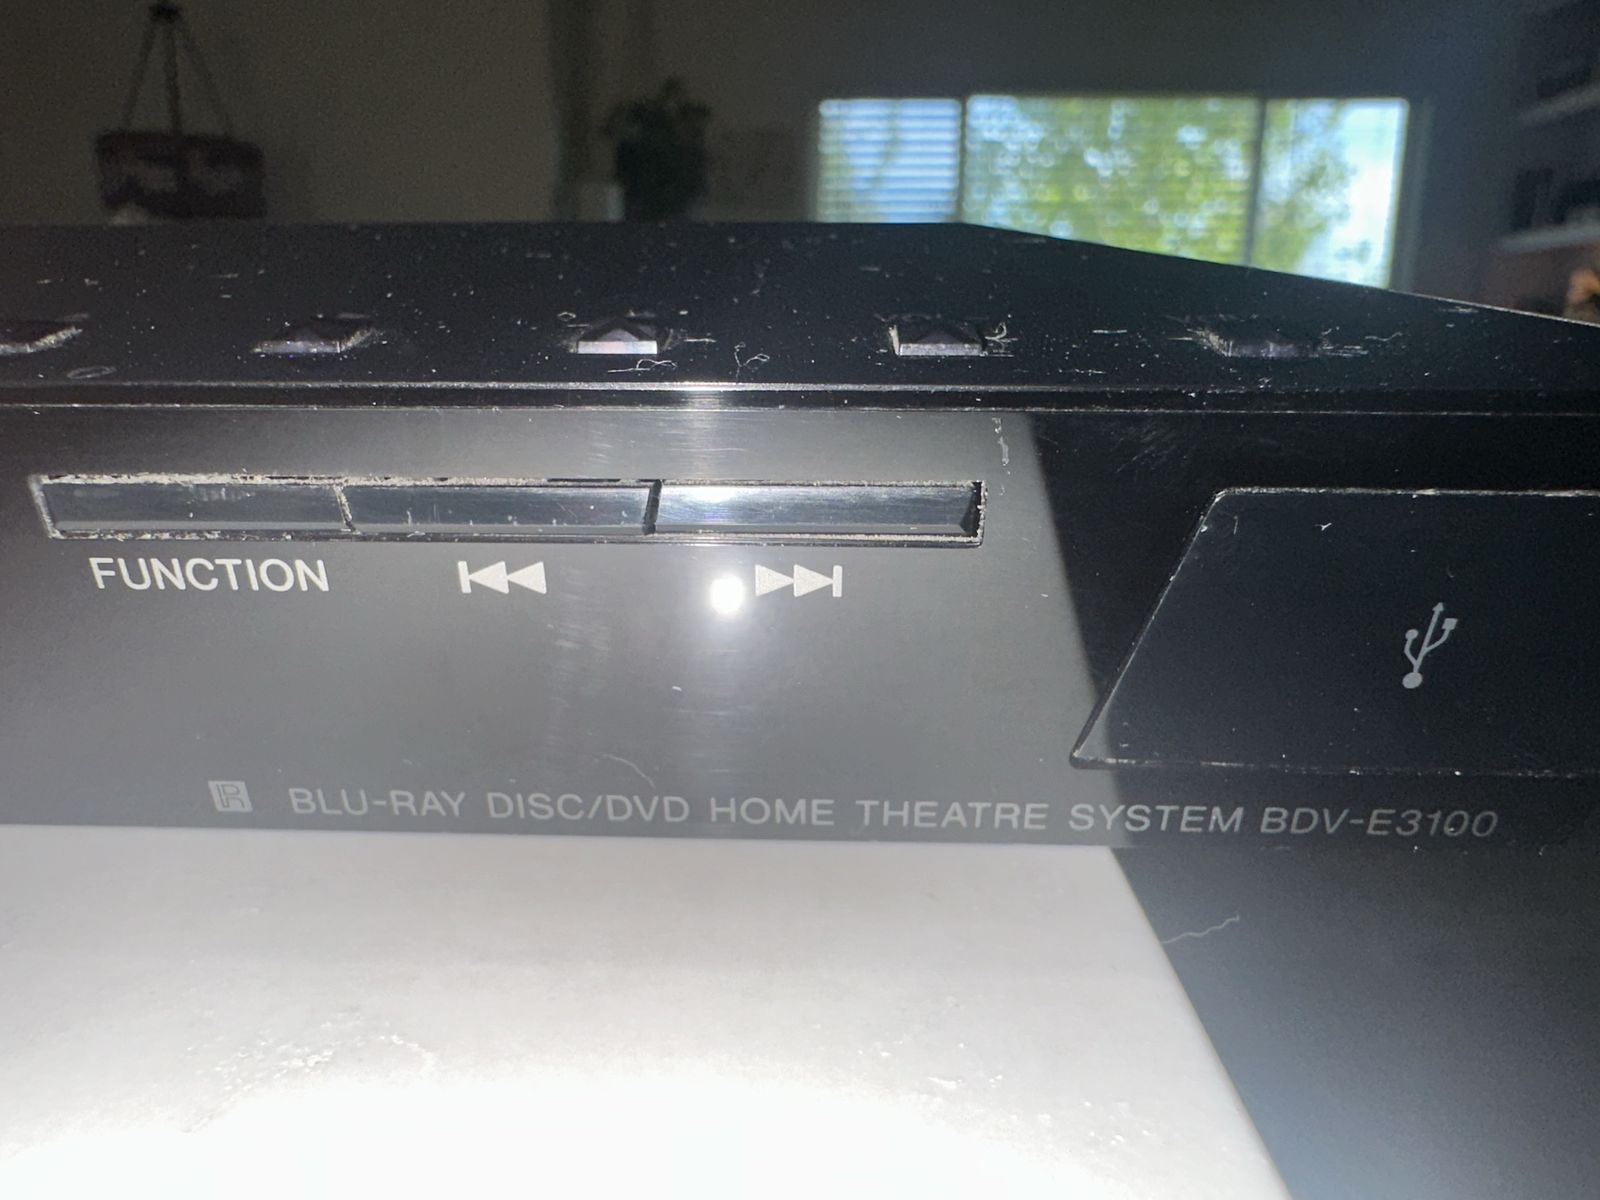 FUNCTION
BLU-RAY DISC/DVD HOME THEATRE SYSTEM BDV-E3100